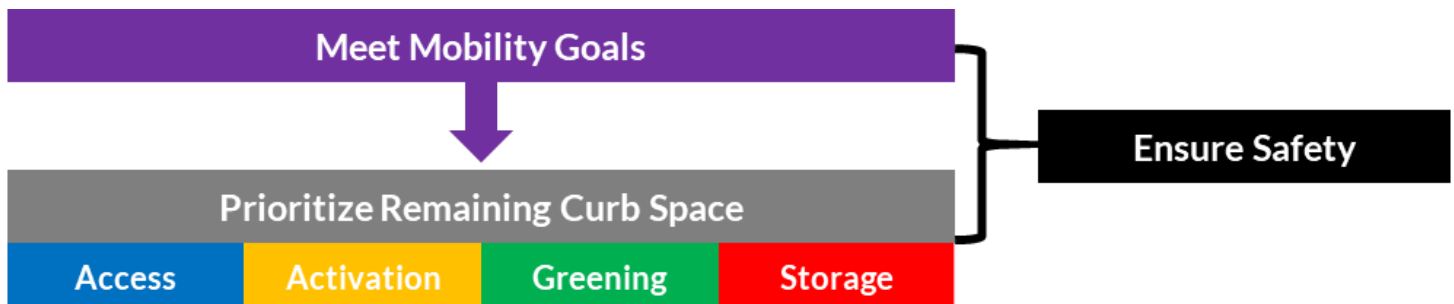 Meet Mobility Goals
Ensure Safety
Prioritize Remaining Curb Space
Access
Activation
Greening
Storage